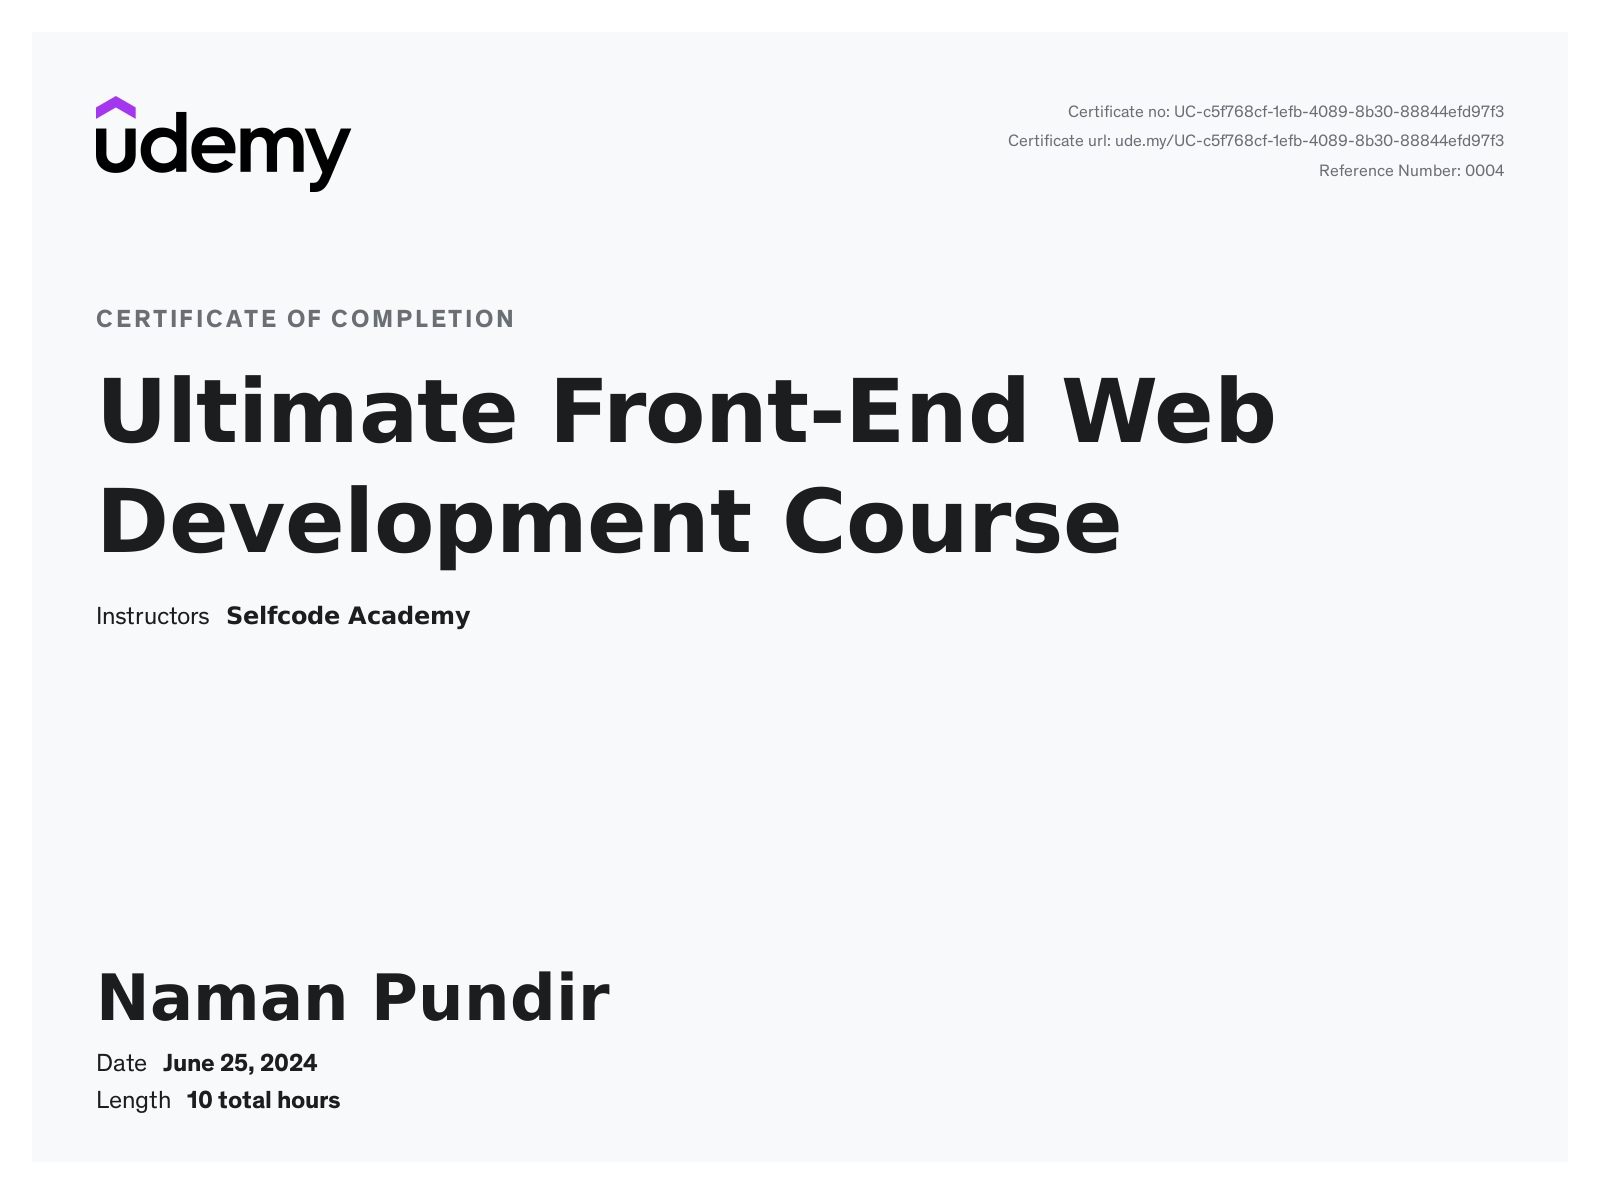 udemy
Certificate no: UC-c5f768cf-1efb-4089-8b30-88844efd97f3
Certificate url: ude.my/UC-c5f768cf-1efb-4089-8b30-88844efd97f3
Reference Number: 0004
CERTIFICATE OF COMPLETION
Ultimate Front-End Web
Development Course
Instructors Selfcode Academy
Naman Pundir
Date June 25, 2024
Length 10 total hours